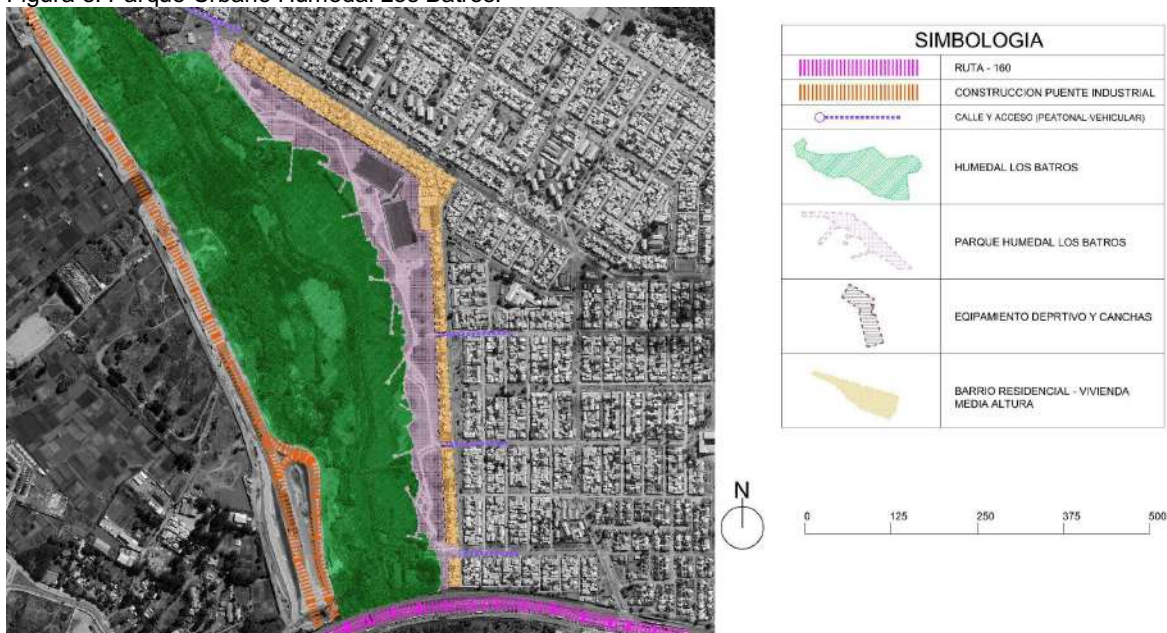 Figura 8. Parque Urbano Humedal Los Batros.
SIMBOLOGIA
RUTA - 160
CONSTRUCCION PUENTE INDUSTRIAL
CALLE Y ACCESO (PEATONAL-VEHICULAR)
HUMEDAL LOS BATROS
PARQUE HUMEDAL LOS BATROS
EQIPAMIENTO DEPRTIVO Y CANCHAS
BARRIO RESIDENCIAL - VIVIENDA
MEDIA ALTURA
N
0 125 250 375 500